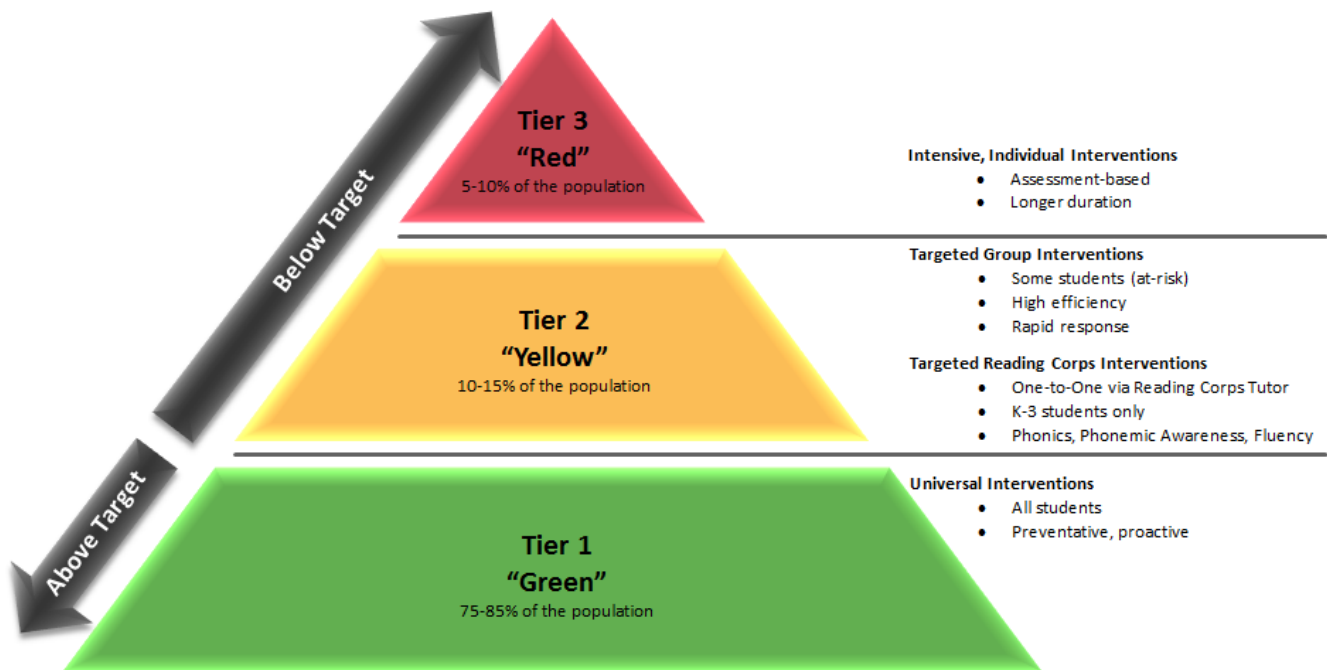 Tier 3
“Red”
5-10% of the population
Intensive, Individual Interventions
• Assessment-based
• Longer duration
Below Target
Tier 2
“Yellow”
10-15% of the population
Targeted Group Interventions
• Some students (at-risk)
• High efficiency
• Rapid response
Targeted Reading Corps Interventions
• One-to-One via Reading Corps Tutor
• K-3 students only
• Phonics, Phonemic Awareness, Fluency
Above Target
Tier 1
“Green”
75-85% of the population
Universal Interventions
• All students
• Preventative, proactive